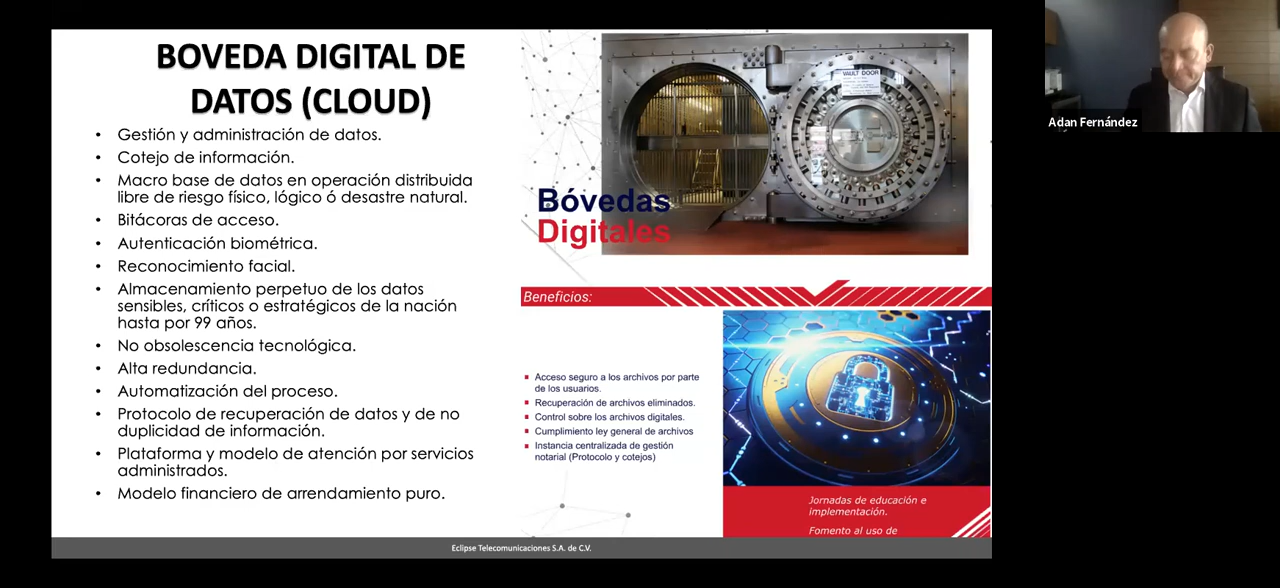 BOVEDA DIGITAL DE
DATOS (CLOUD)
• Gestión y administración de datos.
• Cotejo de información.
• Macro base de datos en operación distribuida
libre de riesgo físico, lógico ó desastre natural.
• Bitácoras de acceso.
• Autenticación biométrica.
• Reconocimiento facial.
• Almacenamiento perpetuo de los datos
sensibles, críticos o estratégicos de la nación
hasta por 99 años.
• No obsolescencia tecnológica.
• Alta redundancia.
• Automatización del proceso.
• Protocolo de recuperación de datos y de no
duplicidad de información.
• Plataforma y modelo de atención por servicios
administrados.
• Modelo financiero de arrendamiento puro.
VAULT DOOR
Bóvedas
Digitales
Beneficios:
Acceso seguro a los archivos por parte
de los usuarios.
Recuperación de archivos eliminados.
Control sobre los archivos digitales.
Cumplimiento ley general de archivos
Instancia centralizada de gestión
notarial (Protocolo y cotejos)
Jornadas de educación e
implementación.
Fomento al uso de
Eclipse Telecomunicaciones S.A. de C.V.
Adan Fernández